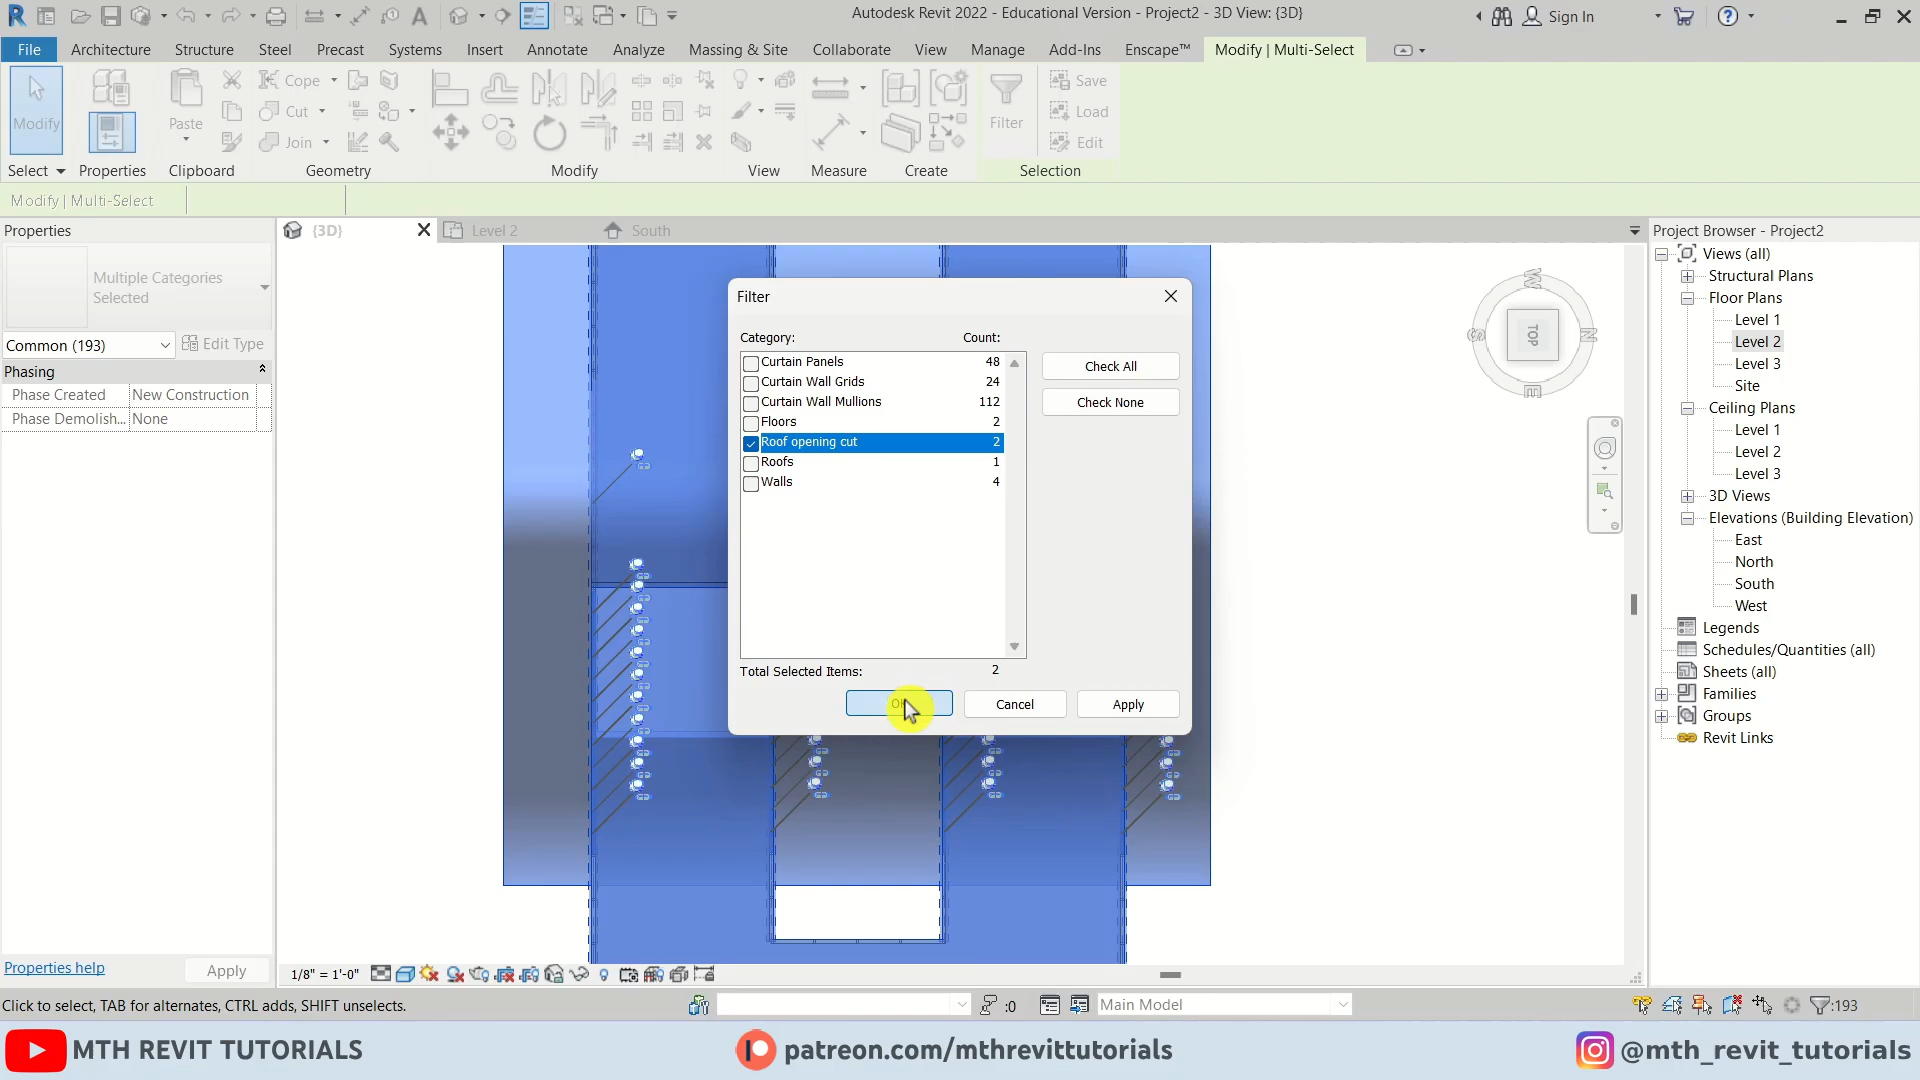 Autodesk Revit 2022 - Educational Version - Project2 - 3D View: {3D}
Sign In
File Architecture Structure Steel Precast Systems Insert Annotate Analyze Massing & Site Collaborate View Manage Add-Ins Enscape™ Modify | Multi-Select
Modify
Paste
Cope
Cut
Join
Filter
Save
Load
Edit
Select Properties Clipboard Geometry Modify View Measure Create Selection
Modify | Multi-Select
Properties
{3D}
Level 2
South
Project Browser - Project2
Multiple Categories
Selected
Common (193)
Edit Type
Phasing
Phase Created New Construction
Phase Demolish... None
Properties help
Apply
Filter
Category: Count:
Curtain Panels 48
Curtain Wall Grids 24
Curtain Wall Mullions 112
Floors 2
Roof opening cut 2
Roofs 1
Walls 4
Check All
Check None
Total Selected Items: 2
Cancel
Apply
TOP
W
N
E
S
Views (all)
Structural Plans
Floor Plans
Level 1
Level 2
Level 3
Site
Ceiling Plans
Level 1
Level 2
Level 3
3D Views
Elevations (Building Elevation)
East
North
South
West
Legends
Schedules/Quantities (all)
Sheets (all)
Families
Groups
Revit Links
1/8" = 1'-0"
Click to select, TAB for alternates, CTRL adds, SHIFT unselects.
:0
Main Model
:193
MTH REVIT TUTORIALS
patreon.com/mthrevittutorials
@mth_revit_tutorials